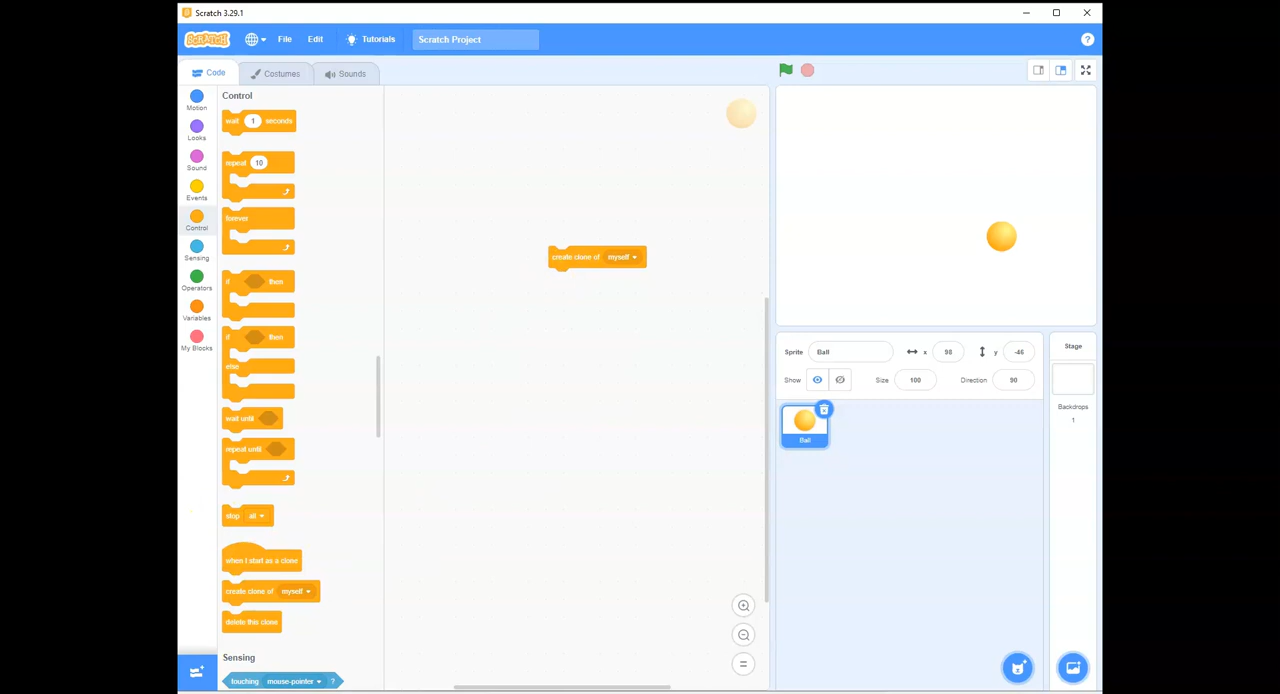 Scratch 3.29.1
SCRATCH File Edit Tutorials Scratch Project ?
Code Costumes Sounds
Motion
Looks
Sound
Events
Control
Sensing
Operators
Variables
My Blocks
Control
wait 1 seconds
repeat 10
forever
if then
if then
else
wait until
repeat until
stop all
when I start as a clone
create clone of myself
delete this clone
Sensing
touching mouse-pointer ?
create clone of myself
Sprite Ball x 98 y -46
Show Size 100 Direction 90
Ball
Stage
Backdrops
1